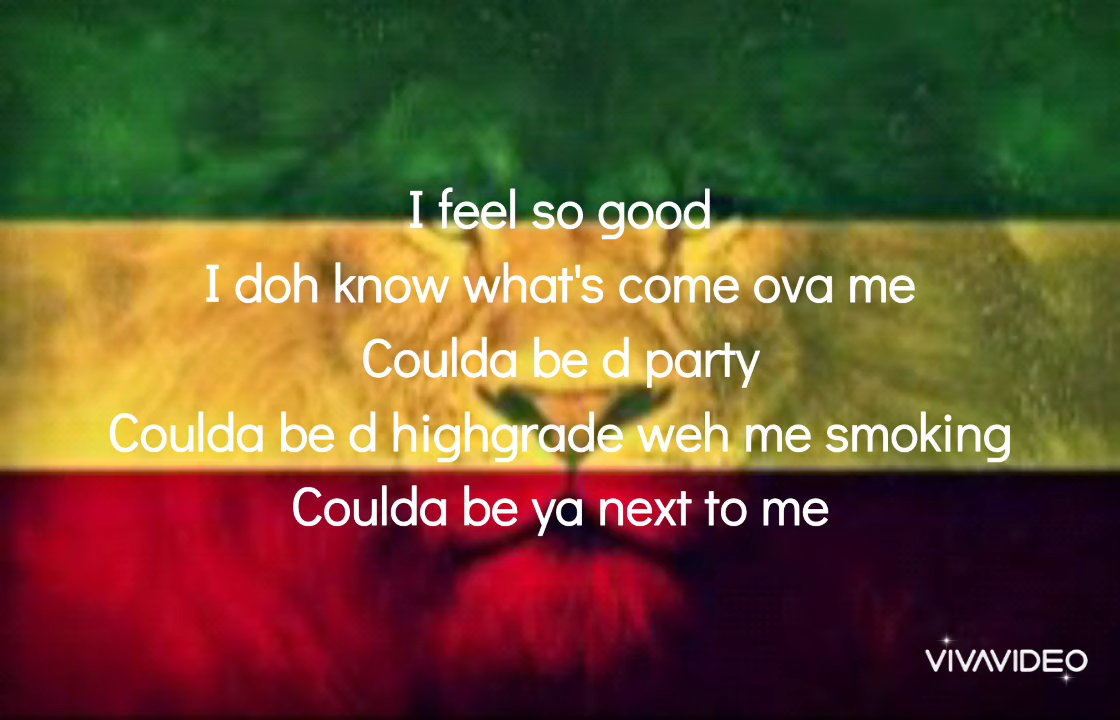 I feel so good
I doh know what's come ova me
Coulda be d party
Coulda be d highgrade weh me smoking
Coulda be ya next to me
VIVAVIDEO